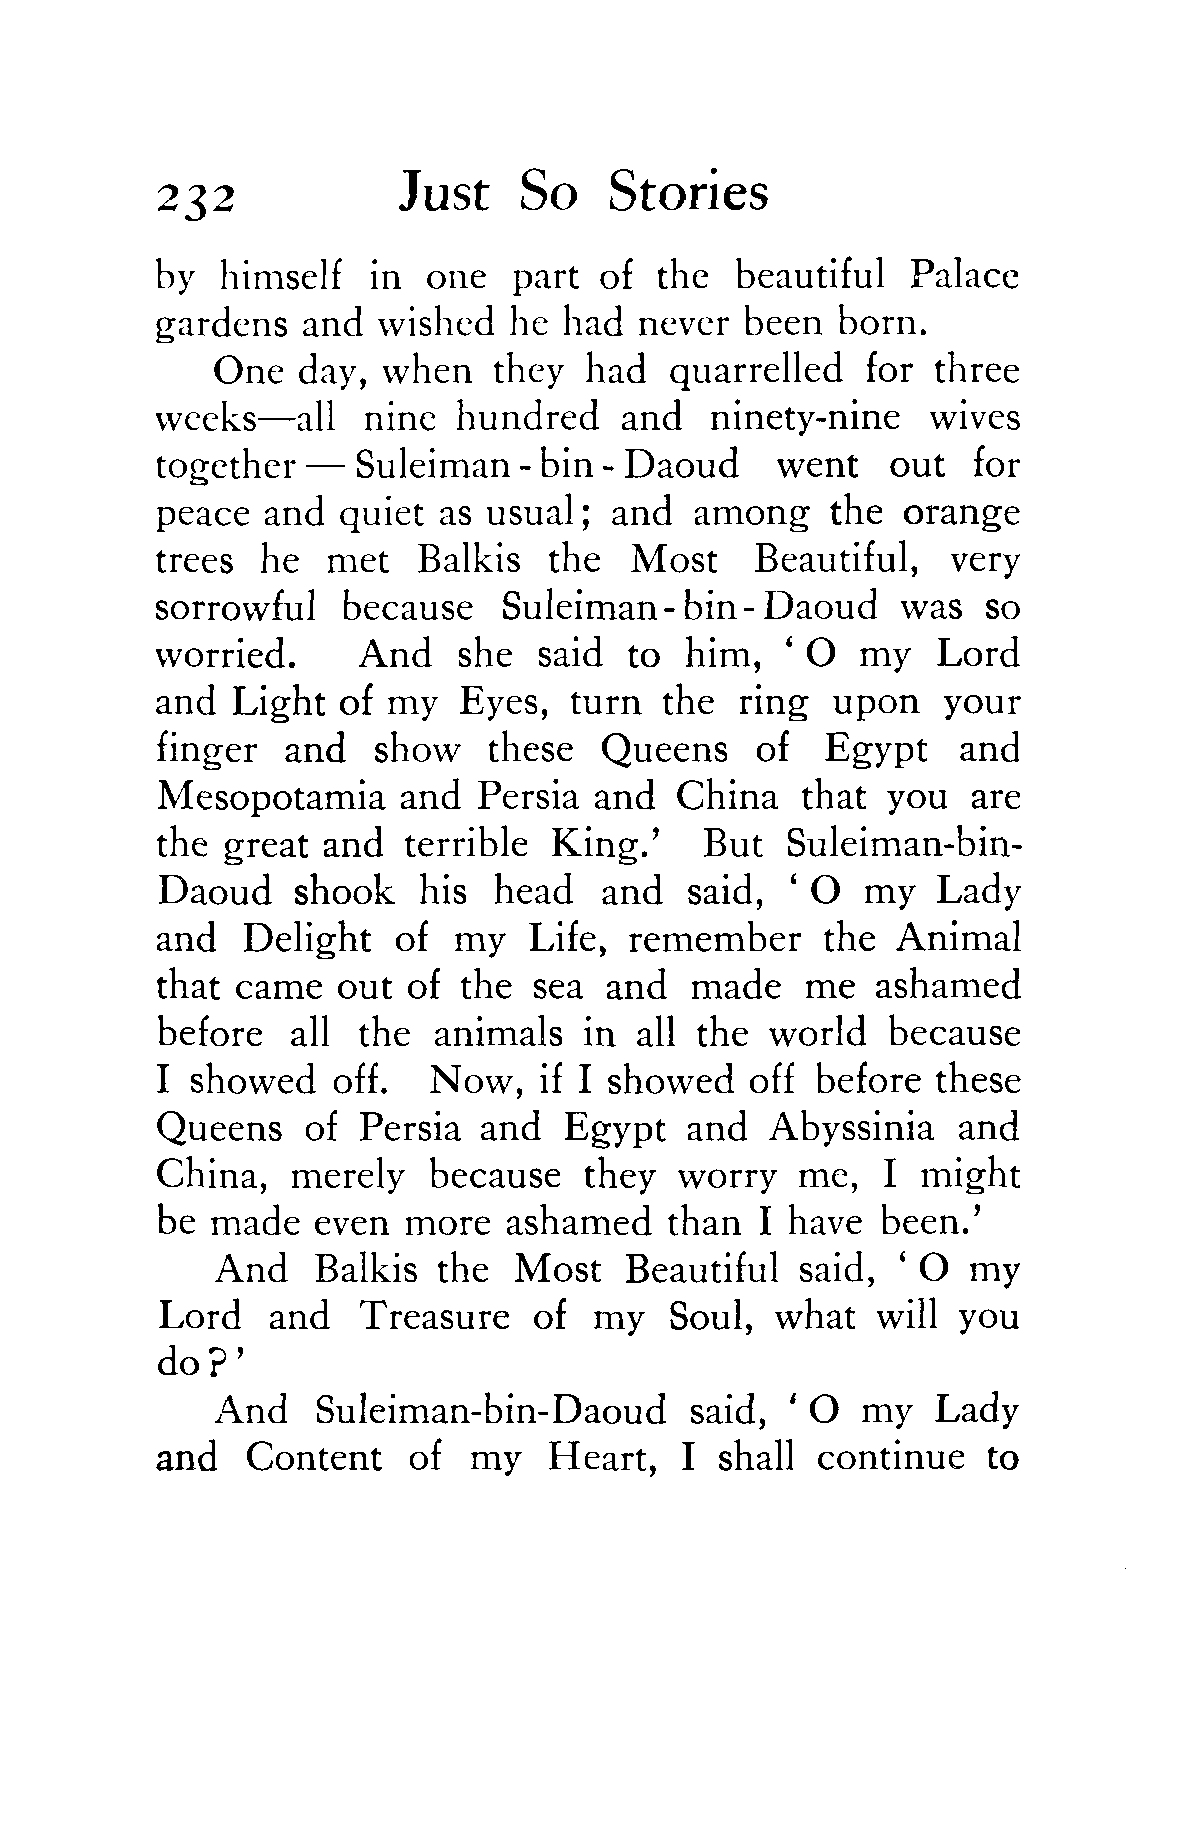 232 Just So Stories
by himself in one part of the beautiful Palace
gardens and wished he had never been born.
One day, when they had quarrelled for three
weeks—all nine hundred and ninety-nine wives
together — Suleiman - bin - Daoud went out for
peace and quiet as usual; and among the orange
trees he met Balkis the Most Beautiful, very
sorrowful because Suleiman - bin - Daoud was so
worried. And she said to him, ‘ O my Lord
and Light of my Eyes, turn the ring upon your
finger and show these Queens of Egypt and
Mesopotamia and Persia and China that you are
the great and terrible King.’ But Suleiman-bin-
Daoud shook his head and said, ‘ O my Lady
and Delight of my Life, remember the Animal
that came out of the sea and made me ashamed
before all the animals in all the world because
I showed off. Now, if I showed off before these
Queens of Persia and Egypt and Abyssinia and
China, merely because they worry me, I might
be made even more ashamed than I have been.’
And Balkis the Most Beautiful said, ‘ O my
Lord and Treasure of my Soul, what will you
do ? ’
And Suleiman-bin-Daoud said, ‘ O my Lady
and Content of my Heart, I shall continue to